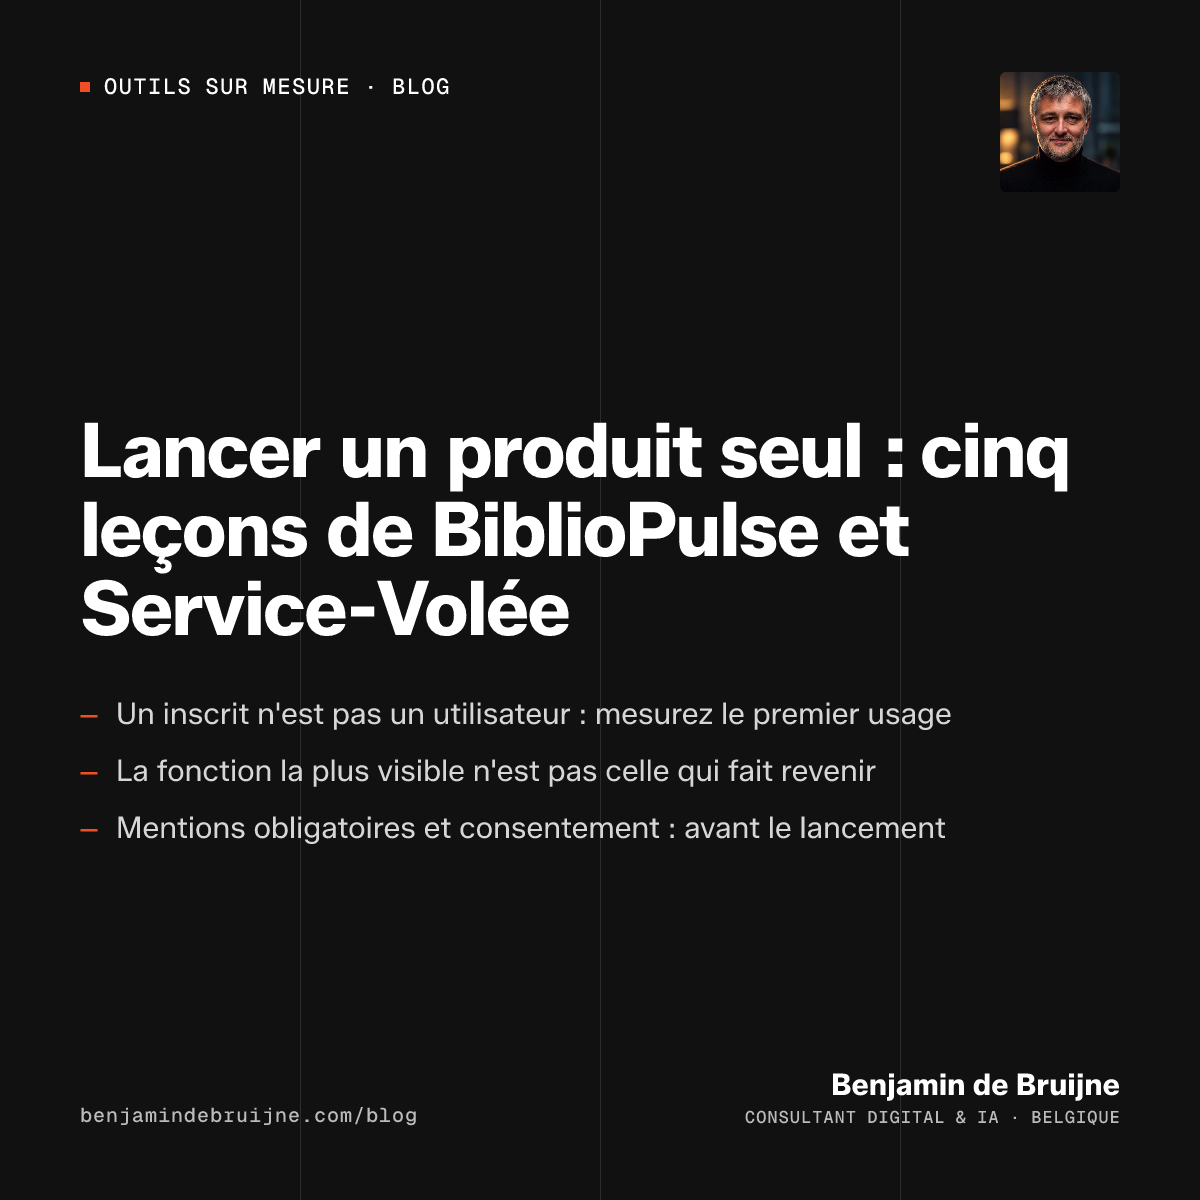 OUTILS SUR MESURE · BLOG
Lancer un produit seul : cinq
leçons de BiblioPulse et
Service-Volée
– Un inscrit n'est pas un utilisateur : mesurez le premier usage
– La fonction la plus visible n'est pas celle qui fait revenir
– Mentions obligatoires et consentement : avant le lancement
benjamindebruijne.com/blog
Benjamin de Bruijne
CONSULTANT DIGITAL & IA · BELGIQUE